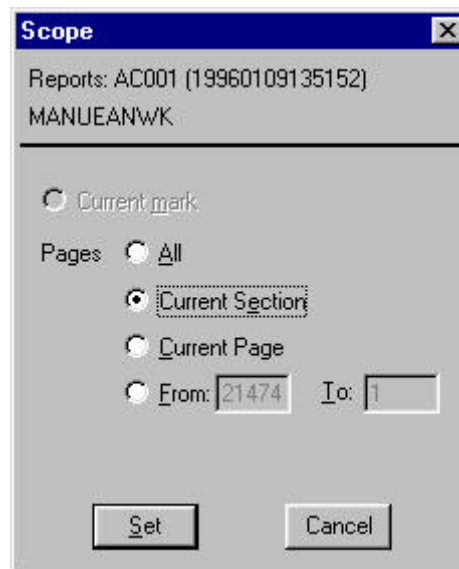 Scope
Reports: AC001 (19960109135152)
MANUEANWK
Current mark
Pages All
Current Section
Current Page
From: 21474 To: 1
Set Cancel